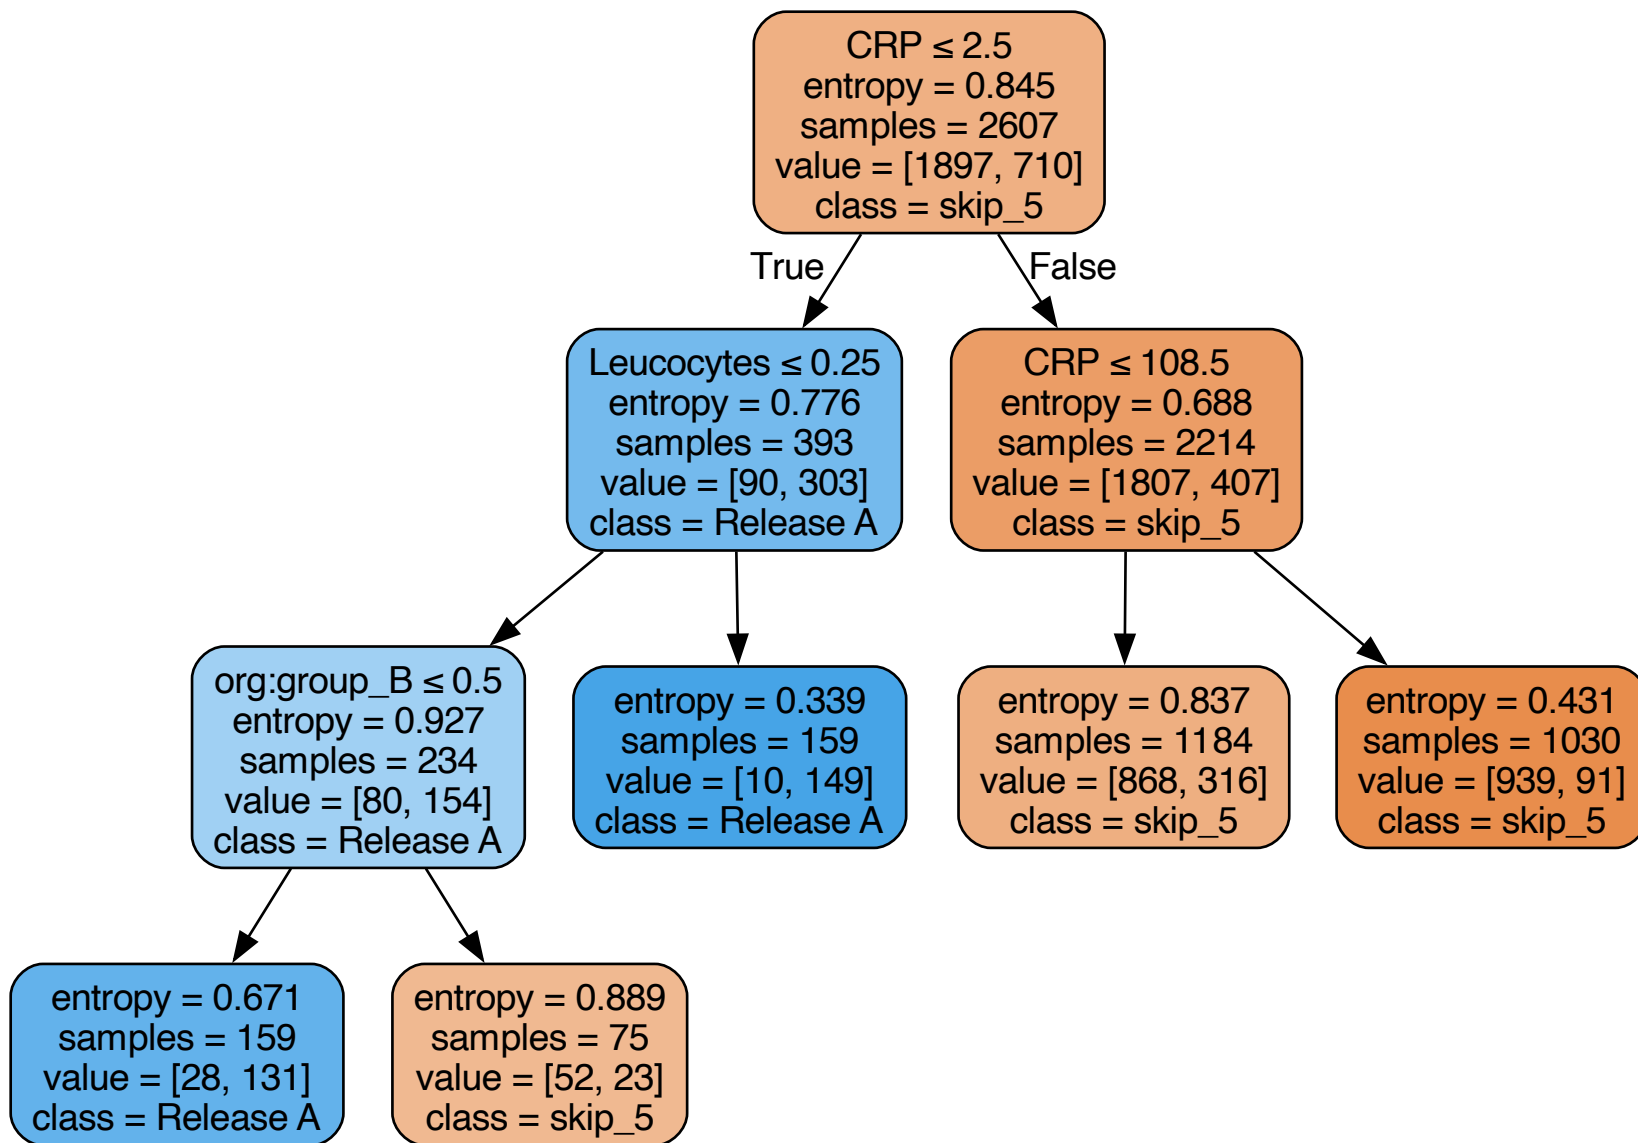 CRP ≤ 2.5
entropy = 0.845
samples = 2607
value = [1897, 710]
class = skip_5
True
False
Leucocytes ≤ 0.25
entropy = 0.776
samples = 393
value = [90, 303]
class = Release A
CRP ≤ 108.5
entropy = 0.688
samples = 2214
value = [1807, 407]
class = skip_5
org:group_B ≤ 0.5
entropy = 0.927
samples = 234
value = [80, 154]
class = Release A
entropy = 0.339
samples = 159
value = [10, 149]
class = Release A
entropy = 0.837
samples = 1184
value = [868, 316]
class = skip_5
entropy = 0.431
samples = 1030
value = [939, 91]
class = skip_5
entropy = 0.671
samples = 159
value = [28, 131]
class = Release A
entropy = 0.889
samples = 75
value = [52, 23]
class = skip_5